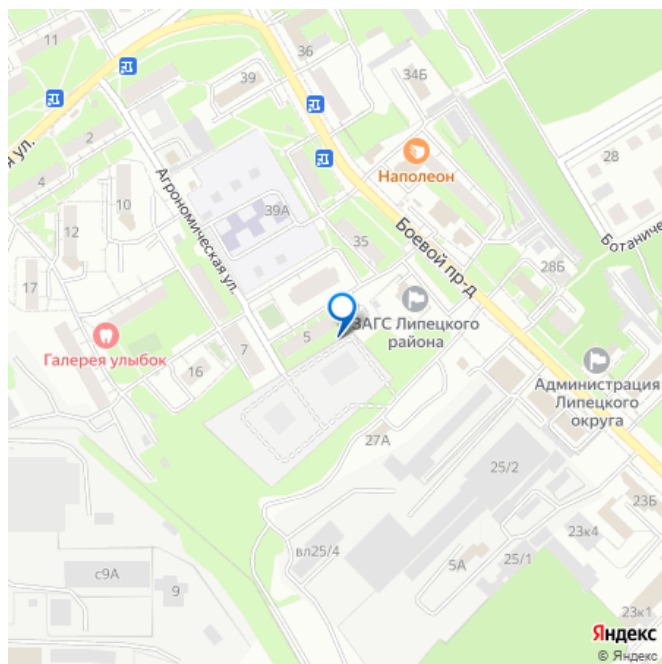 11
36
39
34Б
2
ая ул.
4
Агрономическая ул.
Наполеон
28
10
39А
12
35
Боевой пр-д
Ботаниче
28Б
17
5
ЗАГС Липецкого
района
Галерея улыбок
7
16
Администрация
Липецкого
округа
27А
25/2
23Б
23к4
вл25/4
5А
25/1
с9А
9
23к1
Яндекс
© Яндекс